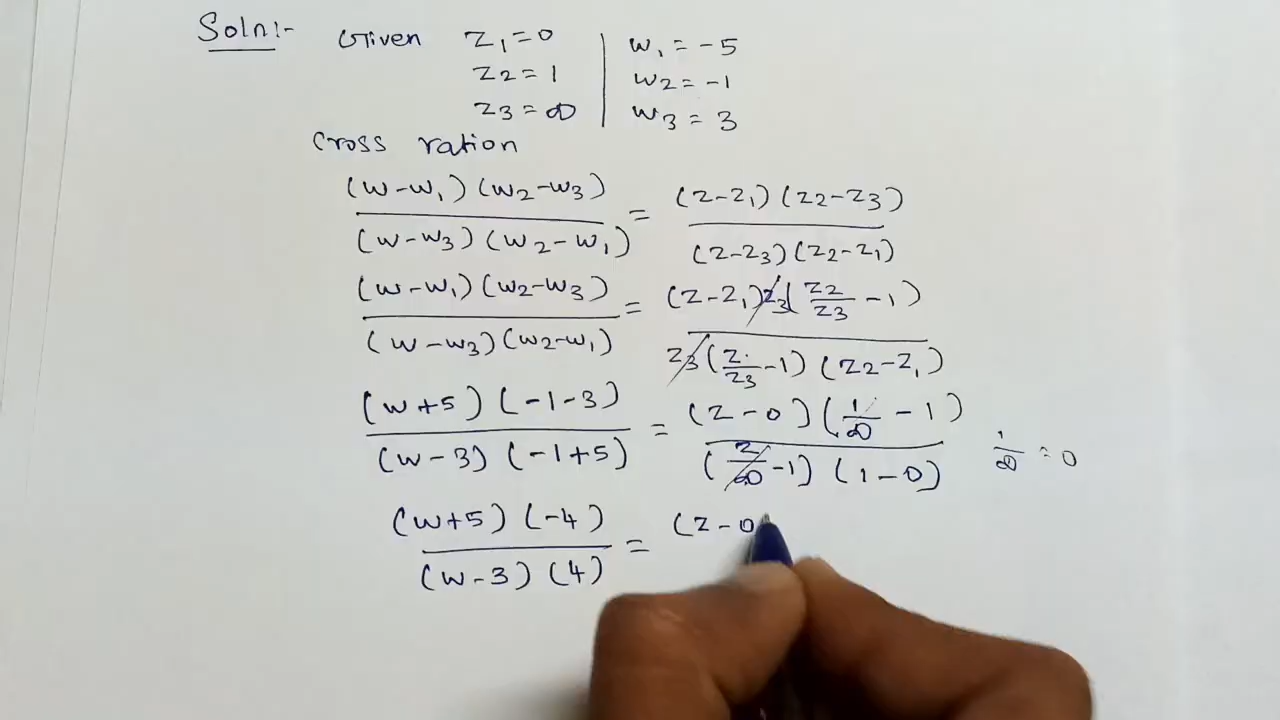 Soln:- Given z₁=0 | w₁=-5
z₂=1 | w₂=-1
z₃=∞ | w₃=3
Cross ration
(w-w₁)(w₂-w₃)/(w-w₃)(w₂-w₁) = (z-z₁)(z₂-z₃)/(z-z₃)(z₂-z₁)
(w-w₁)(w₂-w₃)/(w-w₃)(w₂-w₁) = (z-z₁)z₃(z₂/z₃-1)/z₃(z/z₃-1)(z₂-z₁)
(w+5)(-1-3)/(w-3)(-1+5) = (z-0)(1/∞-1)/(z/∞-1)(1-0) 1/∞=0
(w+5)(-4)/(w-3)(4) = (z-0